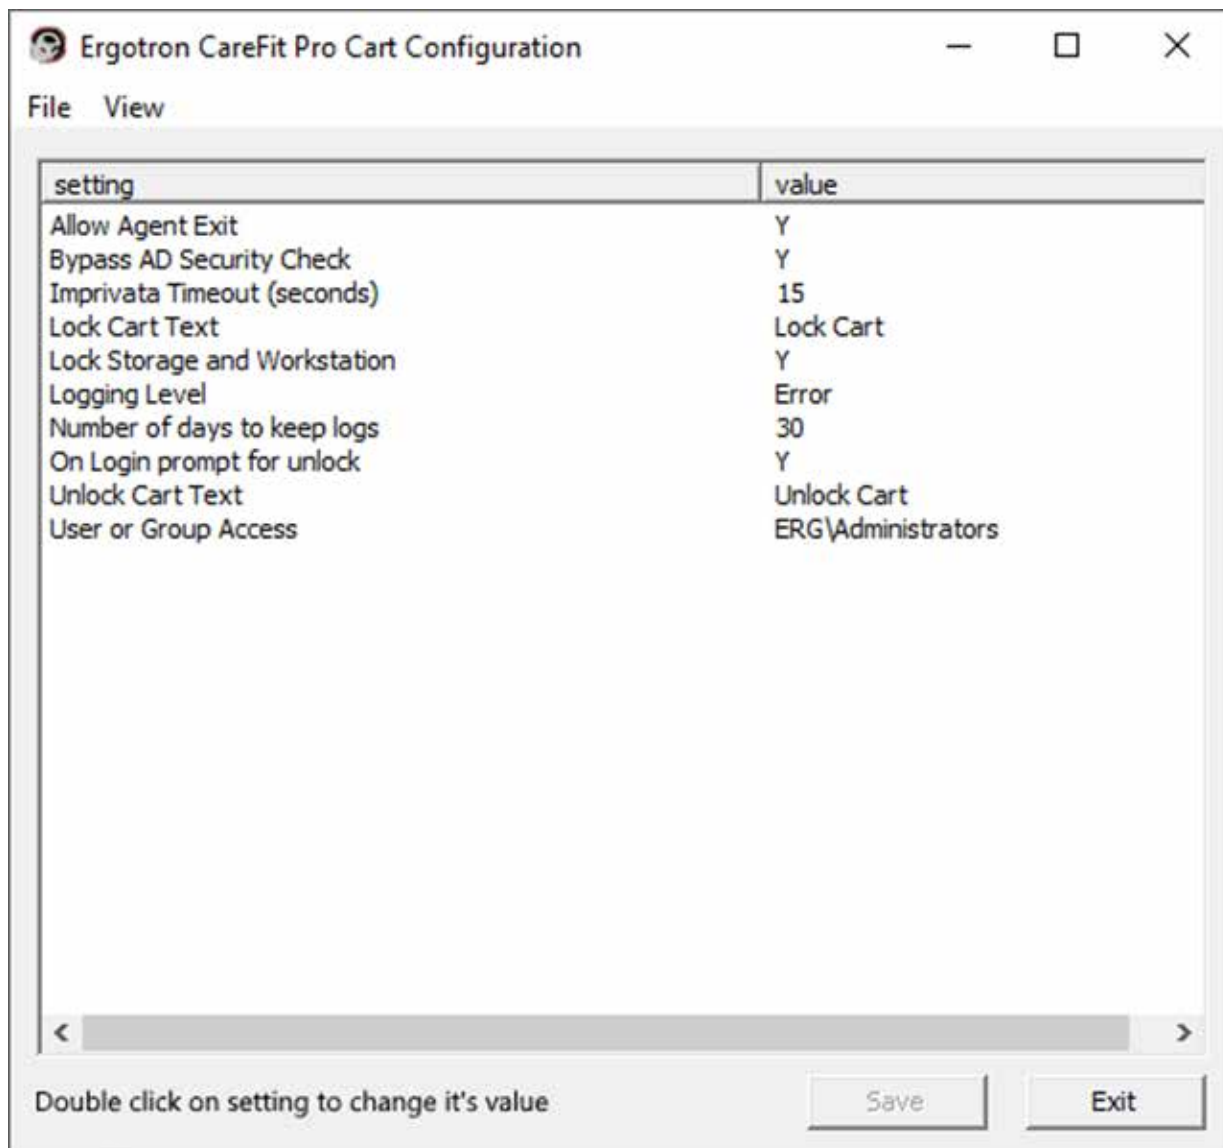 Ergotron CareFit Pro Cart Configuration
File View
setting value
Allow Agent Exit Y
Bypass AD Security Check Y
Imprivata Timeout (seconds) 15
Lock Cart Text Lock Cart
Lock Storage and Workstation Y
Logging Level Error
Number of days to keep logs 30
On Login prompt for unlock Y
Unlock Cart Text Unlock Cart
User or Group Access ERG\Administrators
Double click on setting to change it's value Save Exit